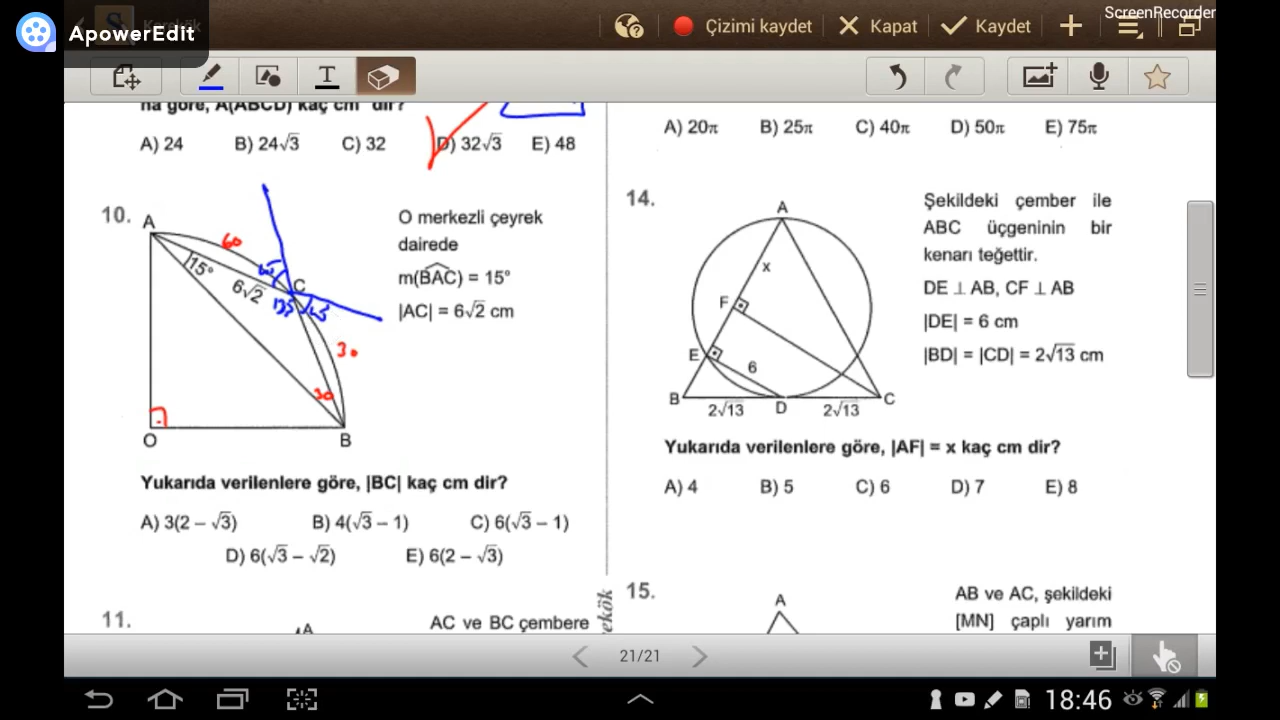 ScreenRecorder
ApowerEdit
Çizimi kaydet
Kapat
Kaydet
T
na göre, A(ABCD) kaç cm dir?
A) 24 B) 24√3 C) 32 D) 32√3 E) 48
10.
A
60
15°
6√2
C
135
45
30
30
O
B
O merkezli çeyrek
dairede
m(BAC) = 15°
|AC| = 6√2 cm
Yukarıda verilenlere göre, |BC| kaç cm dir?
A) 3(2 – √3) B) 4(√3 – 1) C) 6(√3 – 1)
D) 6(√3 – √2) E) 6(2 – √3)
11.
A
AC ve BC çembere
A) 20π B) 25π C) 40π D) 50π E) 75π
14.
A
x
F
E
6
B
2√13
D
2√13
C
Şekildeki çember ile
ABC üçgeninin bir
kenarı teğettir.
DE ⊥ AB, CF ⊥ AB
|DE| = 6 cm
|BD| = |CD| = 2√13 cm
Yukarıda verilenlere göre, |AF| = x kaç cm dir?
A) 4 B) 5 C) 6 D) 7 E) 8
15.
A
AB ve AC, şekildeki
[MN] çaplı yarım
21/21
18:46